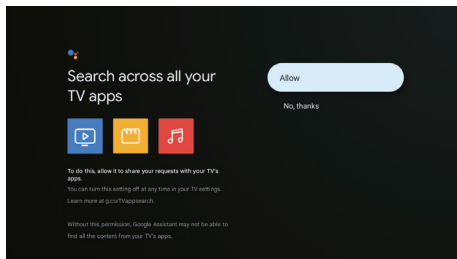 Search across all your
TV apps
To do this, allow it to share your requests with your TV's
apps.
You can turn this setting off at any time in your TV settings.
Learn more at g.co/TVappsearch.
Without this permission, Google Assistant may not be able to
find all the content from your TV's apps.
Allow
No, thanks